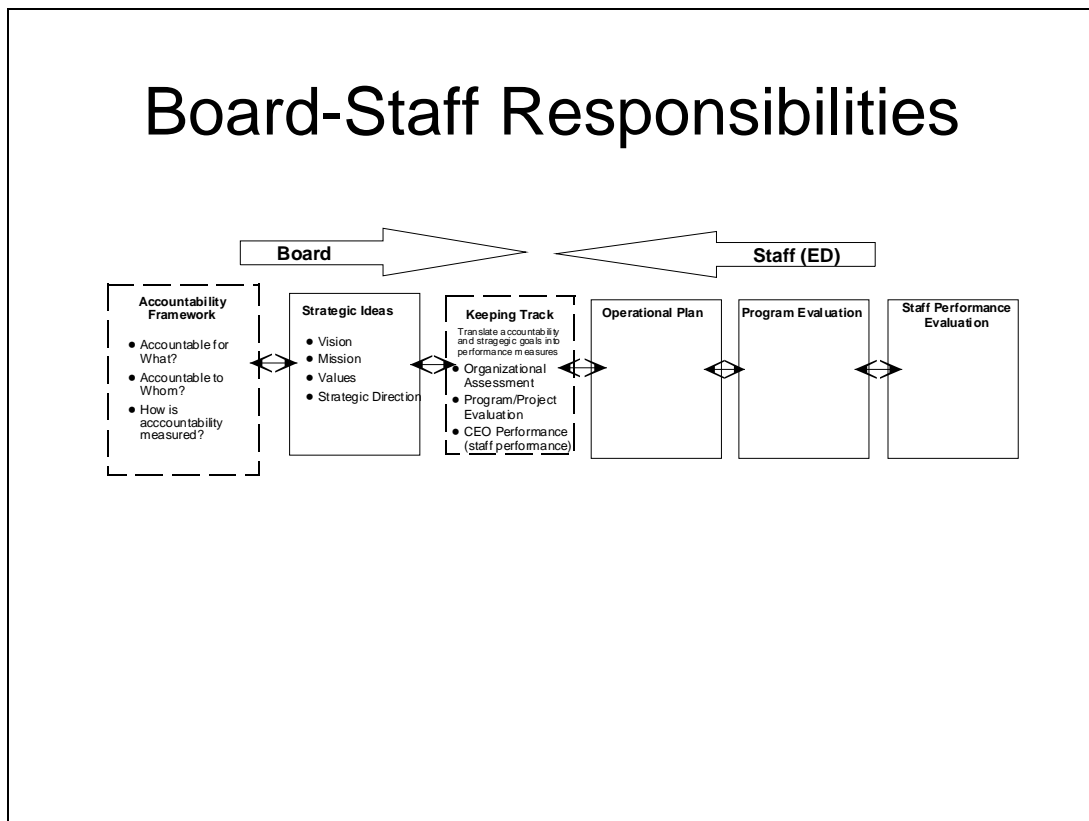 Board-Staff Responsibilities
Board
Staff (ED)
Accountability
Framework
● Accountable for
What?
● Accountable to
Whom?
● How is
acccountability
measured?
Strategic Ideas
● Vision
● Mission
● Values
● Strategic Direction
Keeping Track
Translate accountability
and stragegic goals into
performance measures
● Organizational
Assessment
● Program/Project
Evaluation
● CEO Performance
(staff performance)
Operational Plan
Program Evaluation
Staff Performance
Evaluation